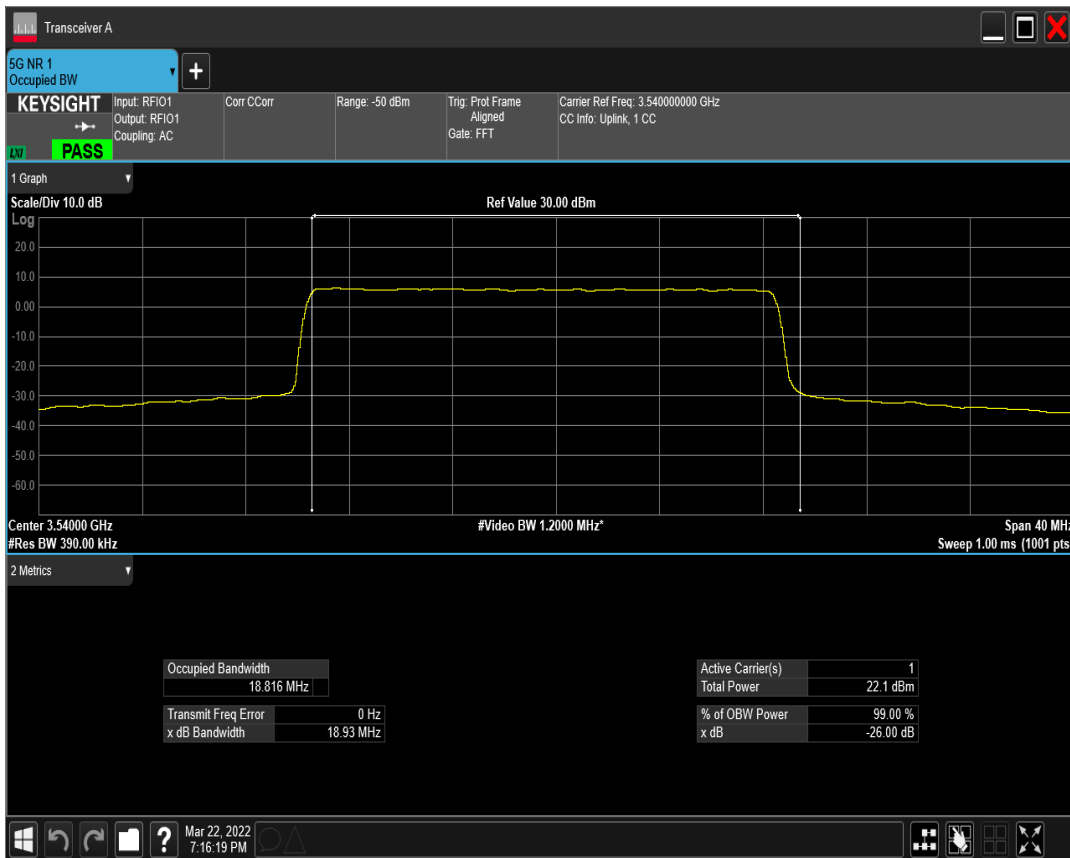 Transceiver A
5G NR 1
Occupied BW
+
KEYSIGHT
LXI
PASS
Input: RFIO1
Output: RFIO1
Coupling: AC
Corr CCorr
Range: -50 dBm
Trig: Prot Frame
Aligned
Gate: FFT
Carrier Ref Freq: 3.540000000 GHz
CC Info: Uplink, 1 CC
1 Graph
Scale/Div 10.0 dB
Ref Value 30.00 dBm
Log
20.0
10.0
0.00
-10.0
-20.0
-30.0
-40.0
-50.0
-60.0
Center 3.54000 GHz
#Video BW 1.2000 MHz*
Span 40 MHz
#Res BW 390.00 kHz
Sweep 1.00 ms (1001 pts
2 Metrics
Occupied Bandwidth
18.816 MHz
Transmit Freq Error 0 Hz
x dB Bandwidth 18.93 MHz
Active Carrier(s) 1
Total Power 22.1 dBm
% of OBW Power 99.00 %
x dB -26.00 dB
?
Mar 22, 2022
7:16:19 PM